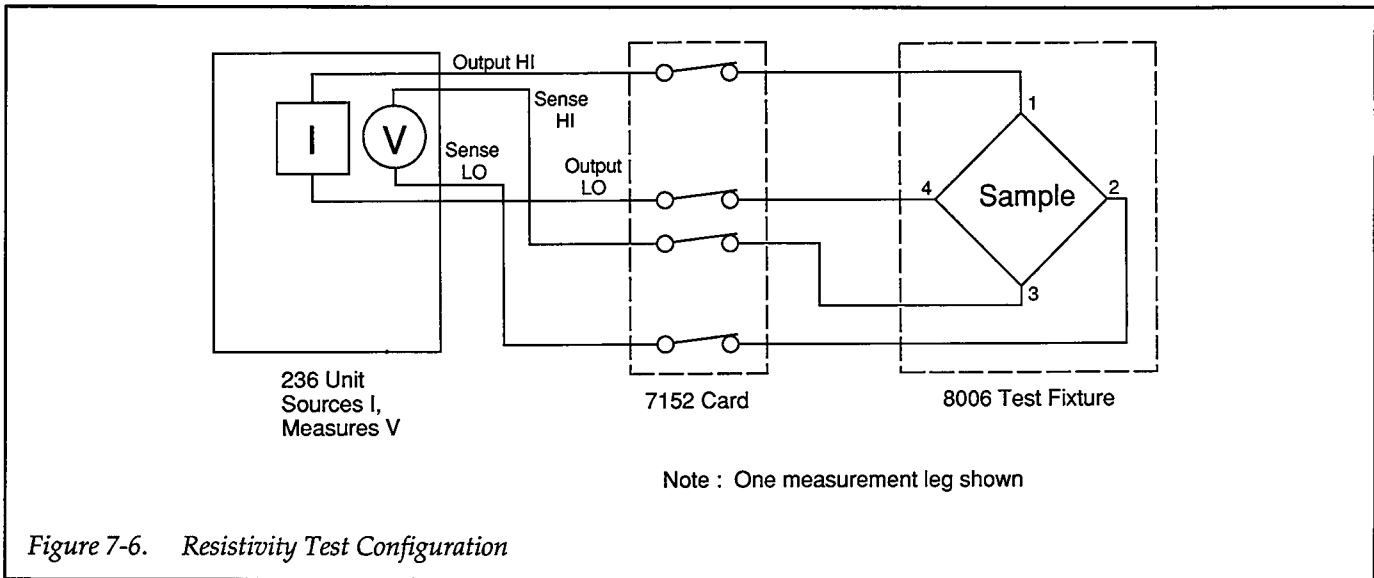 Output HI
Sense
HI
I
V
Sense
LO
Output
LO
1
4
Sample
2
3
236 Unit
Sources I,
Measures V
7152 Card
8006 Test Fixture
Note : One measurement leg shown
Figure 7-6. Resistivity Test Configuration